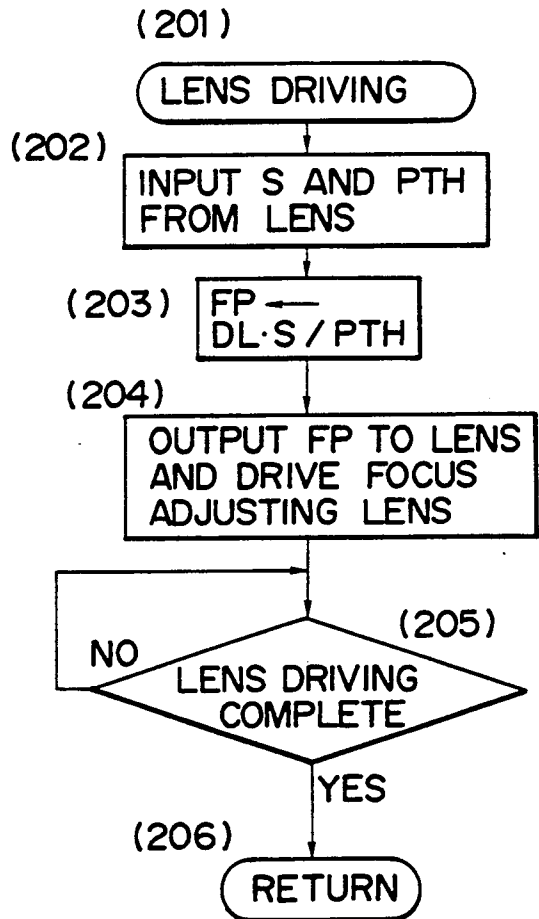 (201)
LENS DRIVING
(202)
INPUT S AND PTH
FROM LENS
(203)
FP ←
DL·S / PTH
(204)
OUTPUT FP TO LENS
AND DRIVE FOCUS
ADJUSTING LENS
(205)
NO
LENS DRIVING
COMPLETE
YES
(206)
RETURN